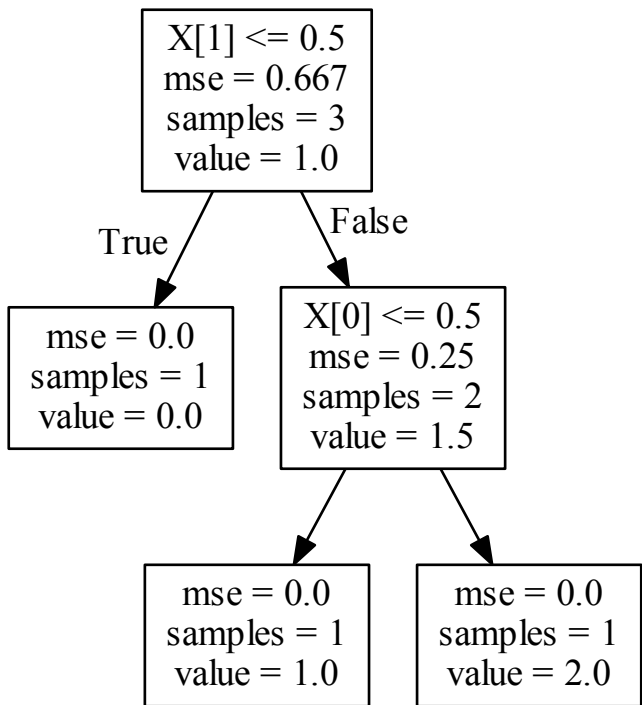 X[1] <= 0.5
mse = 0.667
samples = 3
value = 1.0
True
False
mse = 0.0
samples = 1
value = 0.0
X[0] <= 0.5
mse = 0.25
samples = 2
value = 1.5
mse = 0.0
samples = 1
value = 1.0
mse = 0.0
samples = 1
value = 2.0